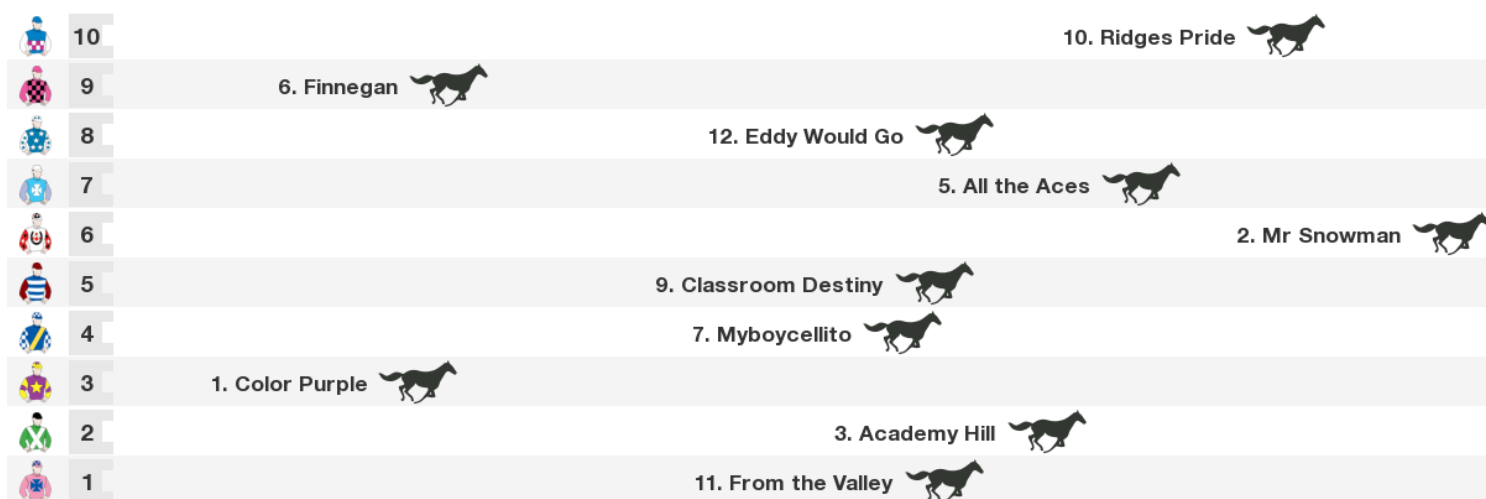 10 10. Ridges Pride
9 6. Finnegan
8 12. Eddy Would Go
7 5. All the Aces
6 2. Mr Snowman
5 9. Classroom Destiny
4 7. Myboycellito
3 1. Color Purple
2 3. Academy Hill
1 11. From the Valley